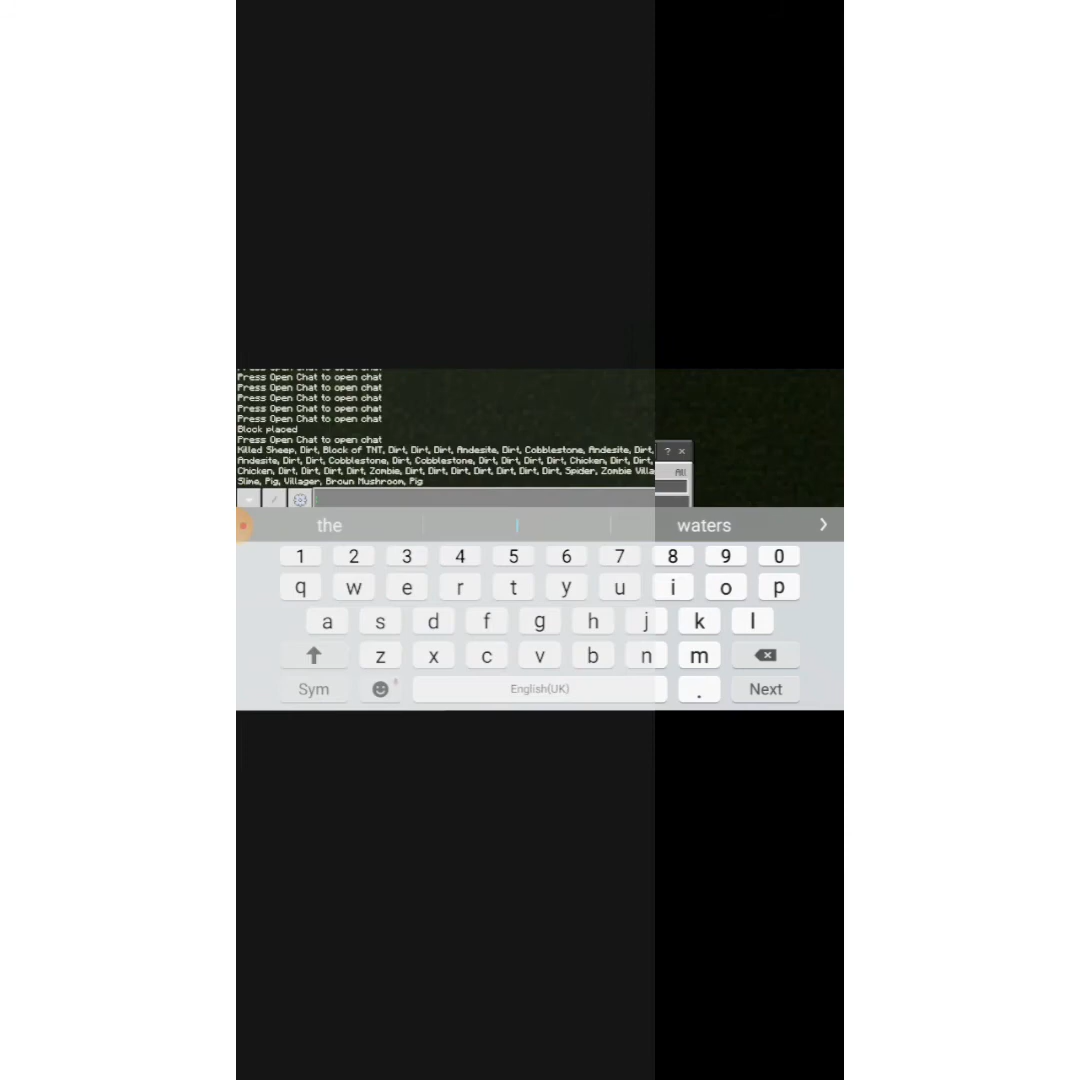 Press Open Chat to open chat
Press Open Chat to open chat
Press Open Chat to open chat
Press Open Chat to open chat
Press Open Chat to open chat
Block placed
Press Open Chat to open chat
Killed Sheep, Dirt, Block of TNT, Dirt, Dirt, Dirt, Andesite, Dirt, Cobblestone, Andesite, Dirt,
Andesite, Dirt, Dirt, Cobblestone, Dirt, Cobblestone, Dirt, Dirt, Dirt, Dirt, Chicken, Dirt, Dirt,
Chicken, Dirt, Dirt, Dirt, Dirt, Zombie, Dirt, Dirt, Dirt, Dirt, Dirt, Dirt, Dirt, Spider, Zombie Villa
Slime, Pig, Villager, Brown Mushroom, Pig
? ×
All
/
the waters >
1 2 3 4 5 6 7 8 9 0
q w e r t y u i o p
a s d f g h j k l
z x c v b n m
Sym English(UK) . Next